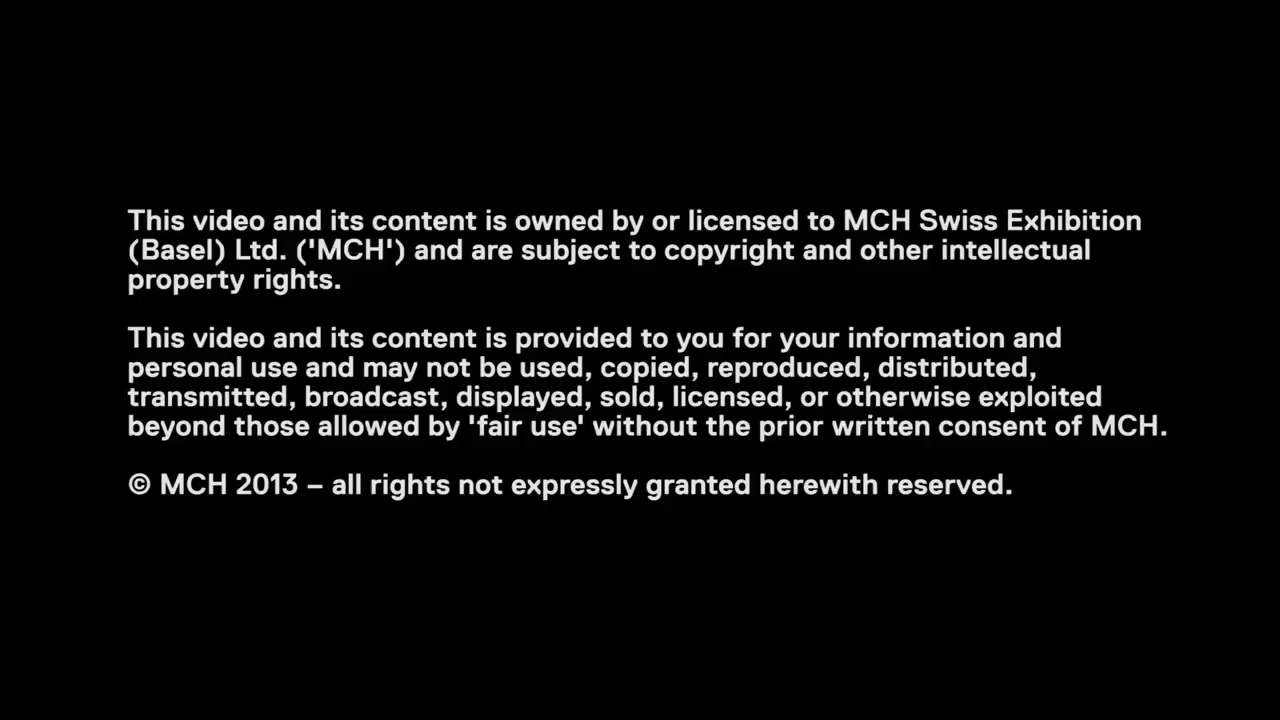 This video and its content is owned by or licensed to MCH Swiss Exhibition
(Basel) Ltd. ('MCH') and are subject to copyright and other intellectual
property rights.
This video and its content is provided to you for your information and
personal use and may not be used, copied, reproduced, distributed,
transmitted, broadcast, displayed, sold, licensed, or otherwise exploited
beyond those allowed by 'fair use' without the prior written consent of MCH.
© MCH 2013 – all rights not expressly granted herewith reserved.